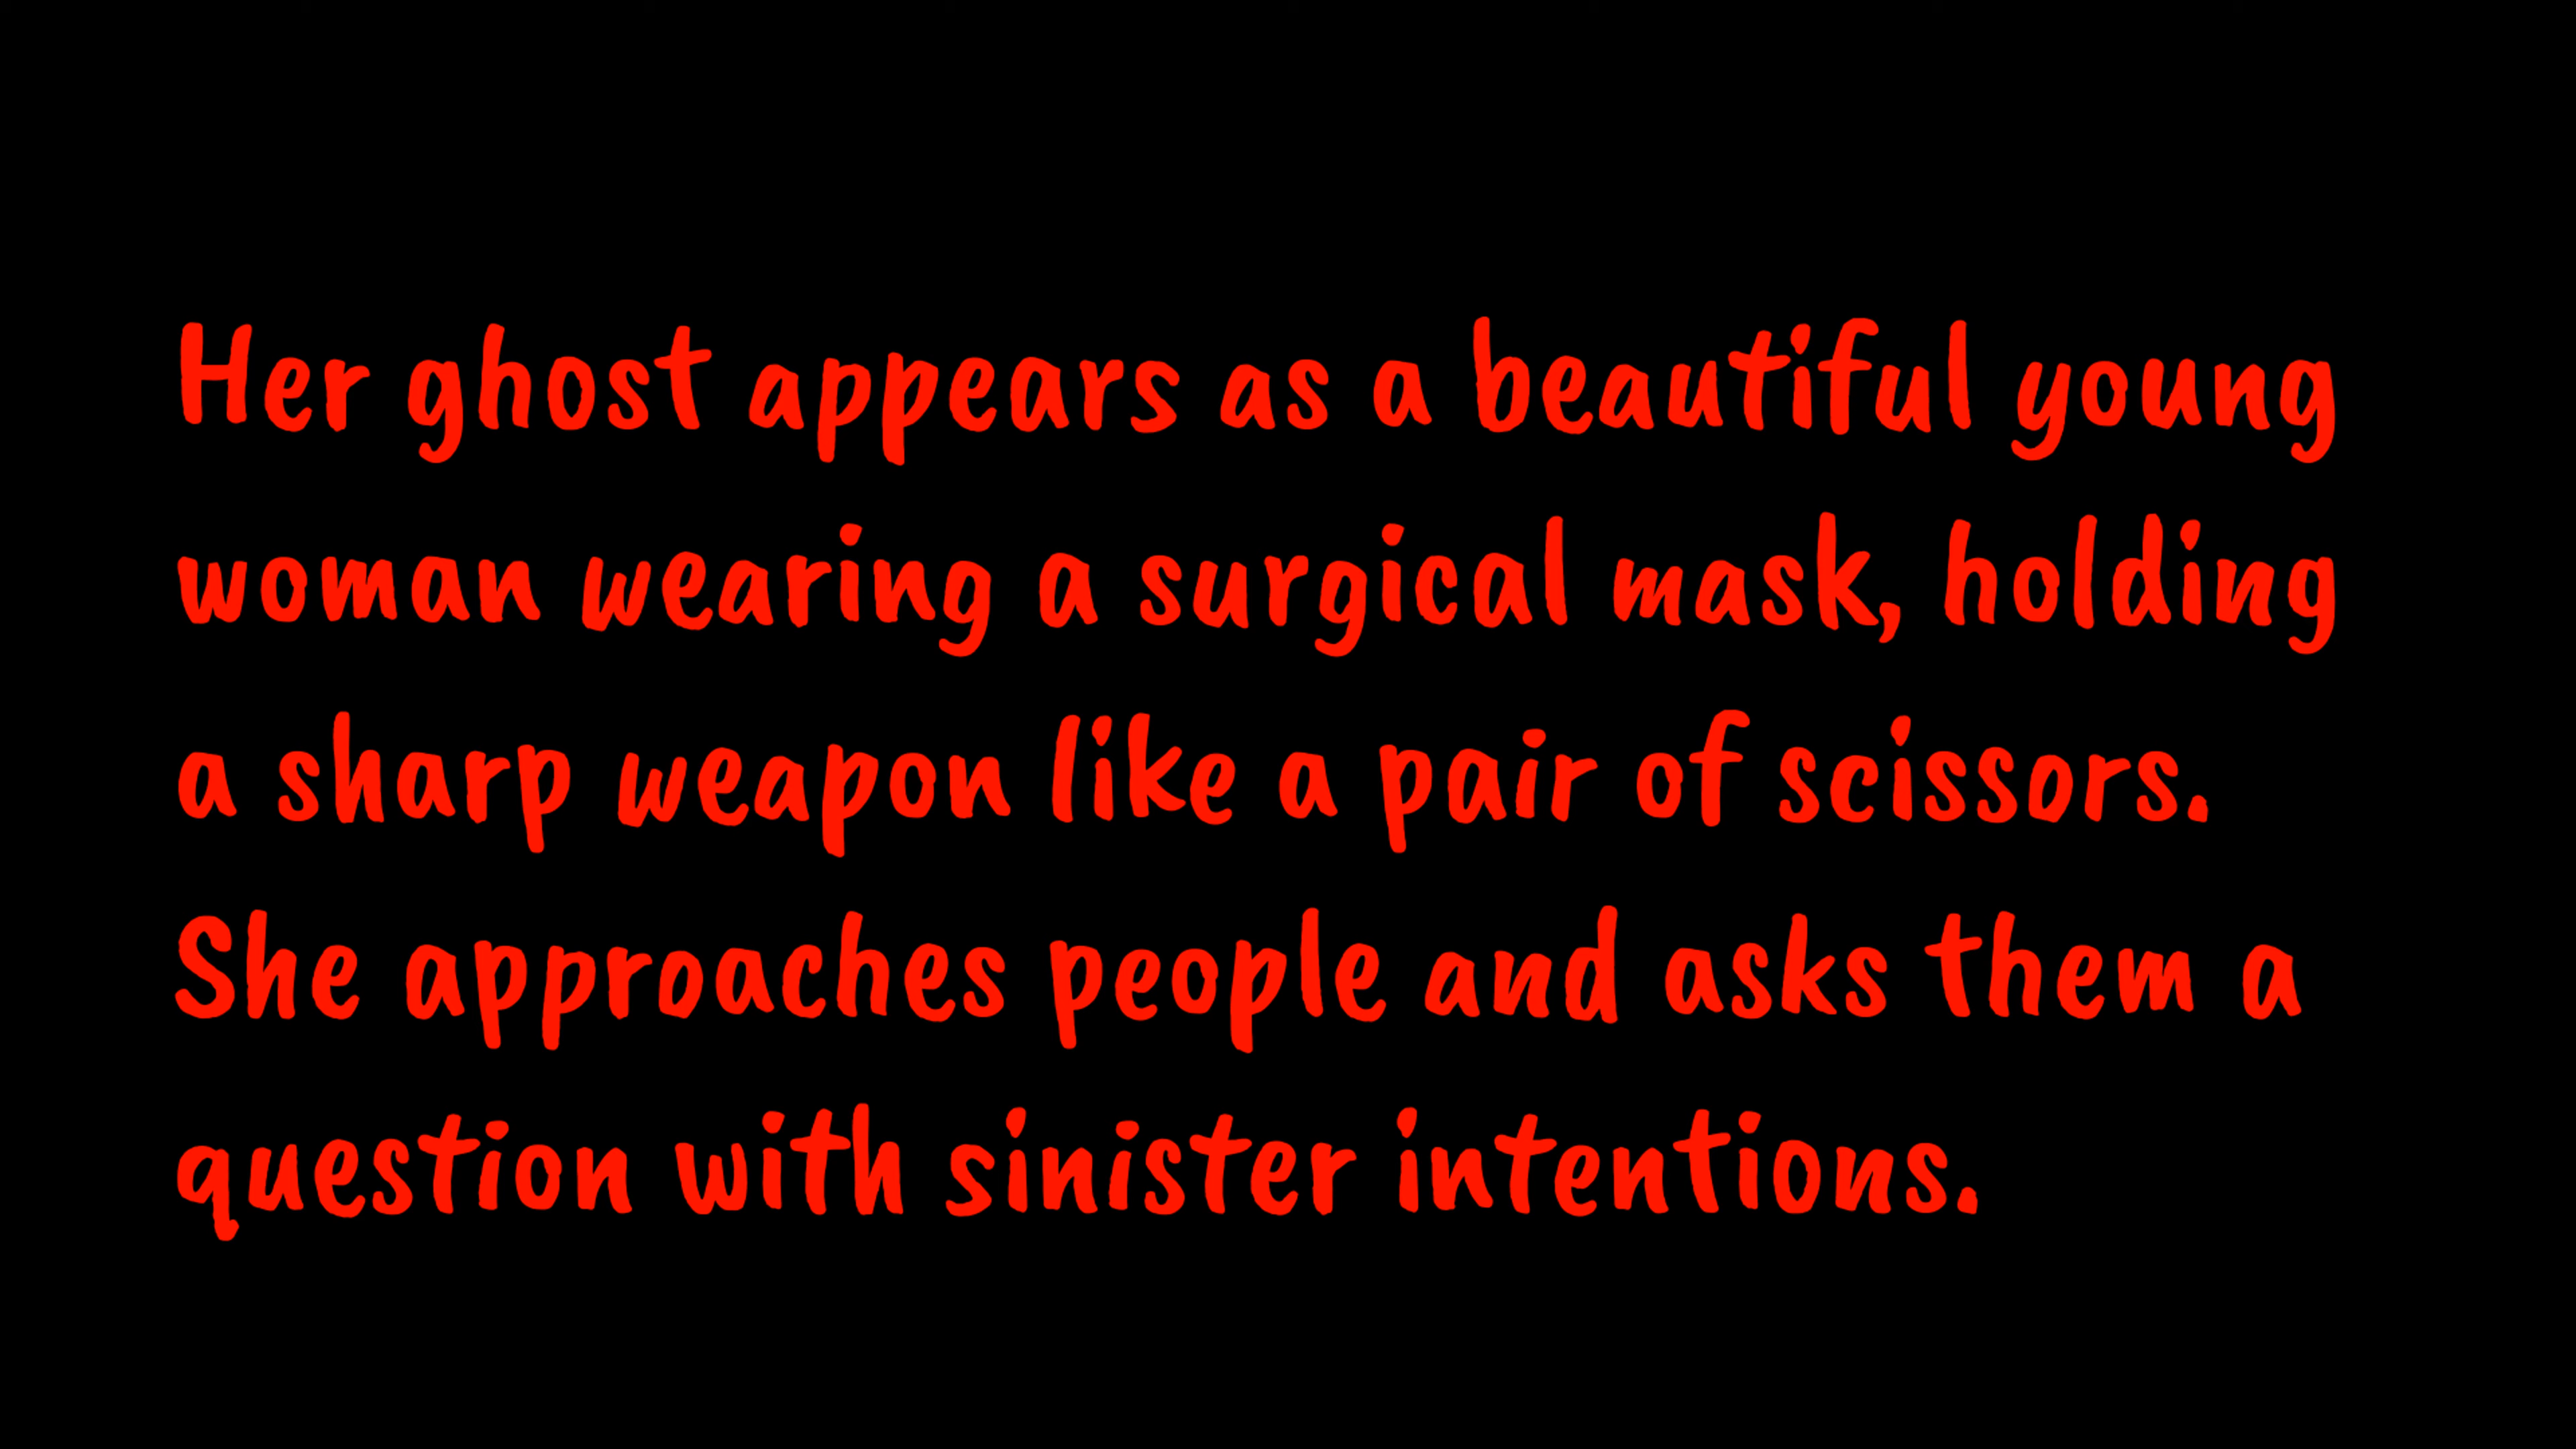 Her ghost appears as a beautiful young
woman wearing a surgical mask, holding
a sharp weapon like a pair of scissors.
She approaches people and asks them a
question with sinister intentions.